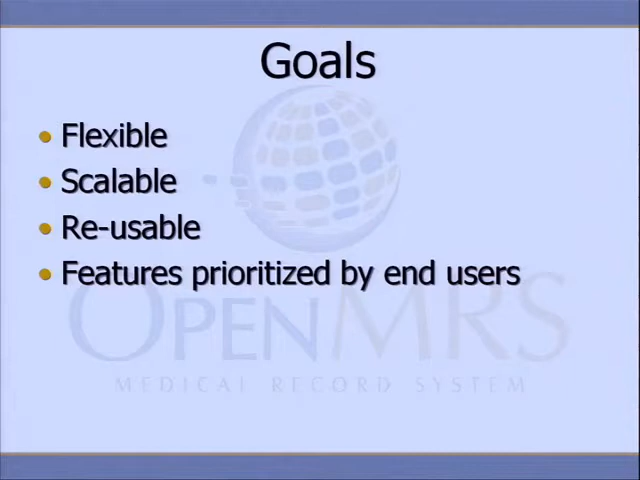 Goals
• Flexible
• Scalable
• Re-usable
• Features prioritized by end users
OPENMRS
MEDICAL RECORD SYSTEM